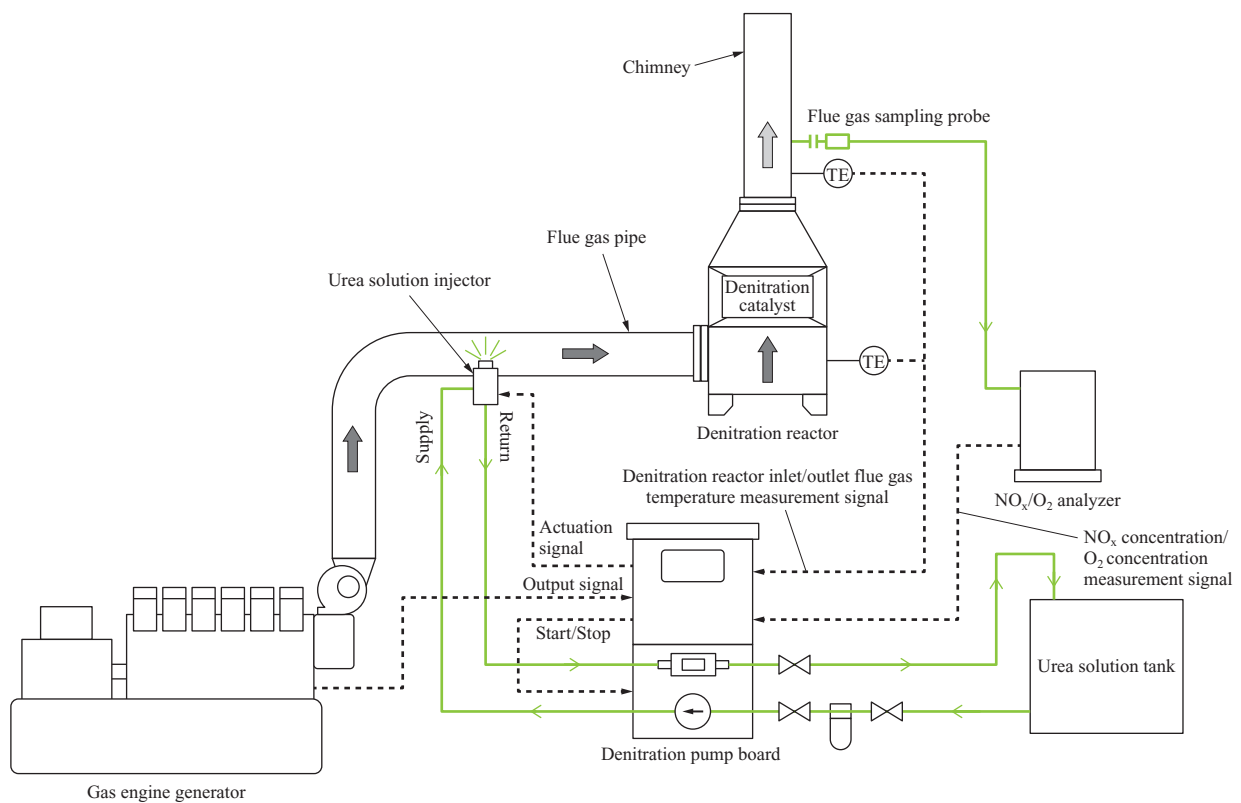 Chimney
Flue gas sampling probe
TE
Flue gas pipe
Urea solution injector
Denitration
catalyst
TE
Supply
Return
Denitration reactor
Denitration reactor inlet/outlet flue gas
temperature measurement signal
NOx/O2 analyzer
Actuation
signal
NOx concentration/
O2 concentration
measurement signal
Output signal
Start/Stop
Urea solution tank
Denitration pump board
Gas engine generator